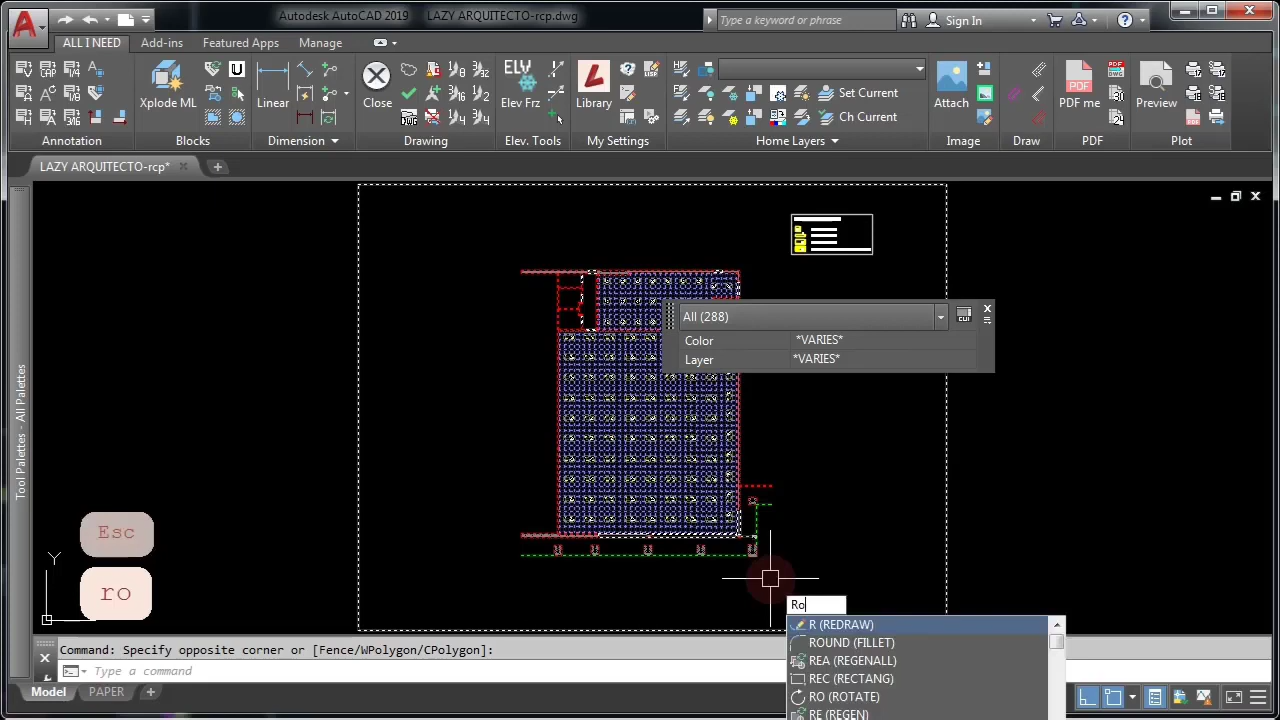 Autodesk AutoCAD 2019 LAZY ARQUITECTO-rcp.dwg
Type a keyword or phrase
Sign In
ALL I NEED Add-ins Featured Apps Manage
Xplode ML
Linear
Close
ELV
Elev Frz
Library
Set Current
Ch Current
Attach
PDF me
Preview
Annotation Blocks Dimension Drawing Elev. Tools My Settings Home Layers Image Draw PDF Plot
LAZY ARQUITECTO-rcp*
Tool Palettes - All Palettes
All (288)
Color *VARIES*
Layer *VARIES*
Esc
ro
Y
Ro
R (REDRAW)
ROUND (FILLET)
REA (REGENALL)
REC (RECTANG)
RO (ROTATE)
RE (REGEN)
Command: Specify opposite corner or [Fence/WPolygon/CPolygon]:
Type a command
Model PAPER